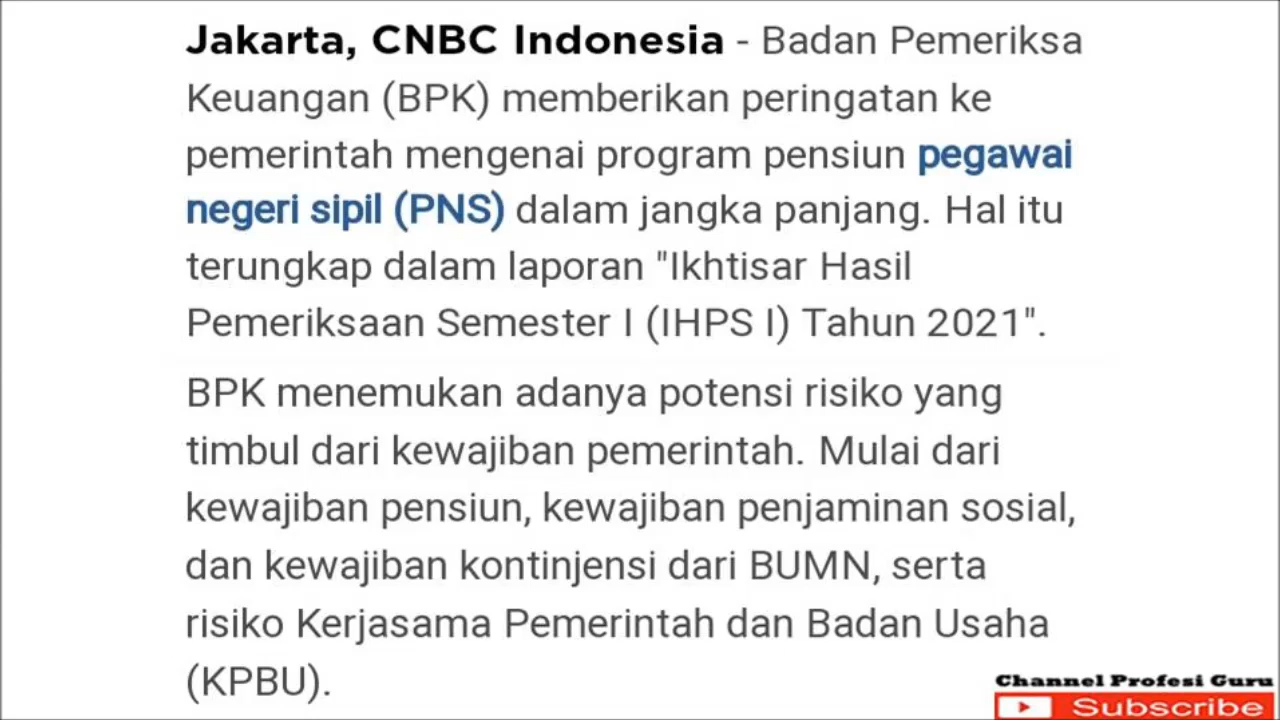 Jakarta, CNBC Indonesia - Badan Pemeriksa
Keuangan (BPK) memberikan peringatan ke
pemerintah mengenai program pensiun pegawai
negeri sipil (PNS) dalam jangka panjang. Hal itu
terungkap dalam laporan "Ikhtisar Hasil
Pemeriksaan Semester I (IHPS I) Tahun 2021".
BPK menemukan adanya potensi risiko yang
timbul dari kewajiban pemerintah. Mulai dari
kewajiban pensiun, kewajiban penjaminan sosial,
dan kewajiban kontinjensi dari BUMN, serta
risiko Kerjasama Pemerintah dan Badan Usaha
(KPBU).
Channel Profesi Guru
Subscribe